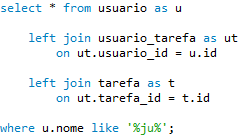 select * from usuario as u
left join usuario_tarefa as ut
on ut.usuario_id = u.id
left join tarefa as t
on ut.tarefa_id = t.id
where u.nome like '%ju%';